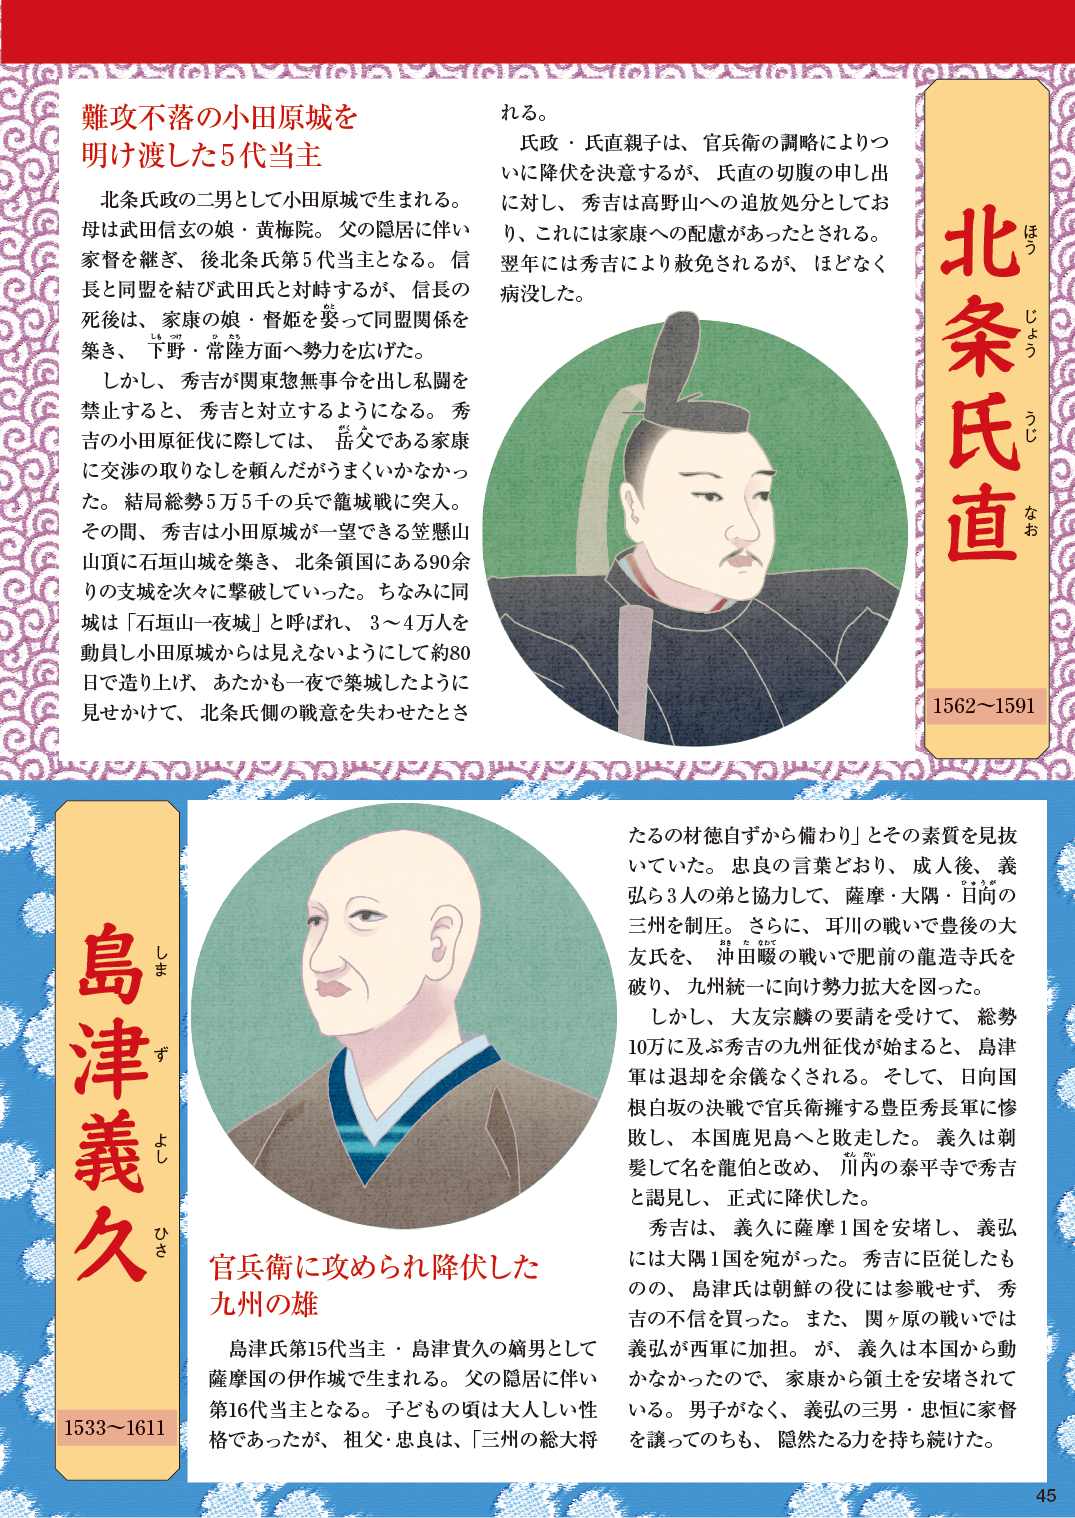 北条氏直
ほう
じょう
うじ
なお
1562〜1591
難攻不落の小田原城を
明け渡した5代当主
北条氏政の二男として小田原城で生まれる。
母は武田信玄の娘・黄梅院。父の隠居に伴い
家督を継ぎ、後北条氏第5代当主となる。信
長と同盟を結び武田氏と対峙するが、信長の
死後は、家康の娘・督姫を娶って同盟関係を
築き、下野・常陸方面へ勢力を広げた。
しかし、秀吉が関東惣無事令を出し私闘を
禁止すると、秀吉と対立するようになる。秀
吉の小田原征伐に際しては、岳父である家康
に交渉の取りなしを頼んだがうまくいかなかっ
た。結局総勢5万5千の兵で籠城戦に突入。
その間、秀吉は小田原城が一望できる笠懸山
山頂に石垣山城を築き、北条領国にある90余
りの支城を次々に撃破していった。ちなみに同
城は「石垣山一夜城」と呼ばれ、3〜4万人を
動員し小田原城からは見えないようにして約80
日で造り上げ、あたかも一夜で築城したように
見せかけて、北条氏側の戦意を失わせたとさ
れる。
氏政・氏直親子は、官兵衛の調略によりつ
いに降伏を決意するが、氏直の切腹の申し出
に対し、秀吉は高野山への追放処分としてお
り、これには家康への配慮があったとされる。
翌年には秀吉により赦免されるが、ほどなく
病没した。
島津義久
しま
ず
よし
ひさ
1533〜1611
官兵衛に攻められ降伏した
九州の雄
島津氏第15代当主・島津貴久の嫡男として
薩摩国の伊作城で生まれる。父の隠居に伴い
第16代当主となる。子どもの頃は大人しい性
格であったが、祖父・忠良は、「三州の総大将
たるの材徳自ずから備わり」とその素質を見抜
いていた。忠良の言葉どおり、成人後、義
弘ら3人の弟と協力して、薩摩・大隅・日向の
三州を制圧。さらに、耳川の戦いで豊後の大
友氏を、沖田畷の戦いで肥前の龍造寺氏を
破り、九州統一に向け勢力拡大を図った。
しかし、大友宗麟の要請を受けて、総勢
10万に及ぶ秀吉の九州征伐が始まると、島津
軍は退却を余儀なくされる。そして、日向国
根白坂の決戦で官兵衛擁する豊臣秀長軍に惨
敗し、本国鹿児島へと敗走した。義久は剃
髪して名を龍伯と改め、川内の泰平寺で秀吉
と謁見し、正式に降伏した。
秀吉は、義久に薩摩1国を安堵し、義弘
には大隅1国を宛がった。秀吉に臣従したも
のの、島津氏は朝鮮の役には参戦せず、秀
吉の不信を買った。また、関ヶ原の戦いでは
義弘が西軍に加担。が、義久は本国から動
かなかったので、家康から領土を安堵されて
いる。男子がなく、義弘の三男・忠恒に家督
を譲ってのちも、隠然たる力を持ち続けた。
45